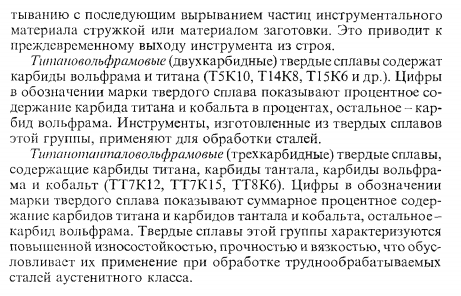 тыванию с последующим вырыванием частиц инструментального
материала стружкой или материалом заготовки. Это приводит к
преждевременному выходу инструмента из строя.
Титановольфрамовые (двухкарбидные) твердые сплавы содержат
карбиды вольфрама и титана (Т5К10, Т14К8, Т15К6 и др.). Цифры
в обозначении марки твердого сплава показывают процентное со-
держание карбида титана и кобальта в процентах, остальное – кар-
бид вольфрама. Инструменты, изготовленные из твердых сплавов
этой группы, применяют для обработки сталей.
Титанотанталовольфрамовые (трехкарбидные) твердые сплавы,
содержащие карбиды титана, карбиды тантала, карбиды вольфра-
ма и кобальт (ТТ7К12, ТТ7К15, ТТ8К6). Цифры в обозначении
марки твердого сплава показывают суммарное процентное содер-
жание карбидов титана и карбидов тантала и кобальта, остальное –
карбид вольфрама. Твердые сплавы этой группы характеризуются
повышенной износостойкостью, прочностью и вязкостью, что обус-
ловливает их применение при обработке труднообрабатываемых
сталей аустенитного класса.